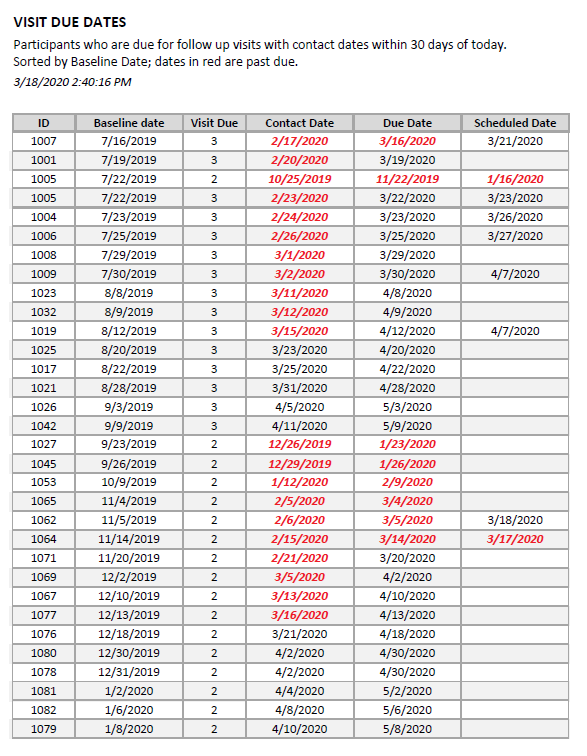 VISIT DUE DATES
Participants who are due for follow up visits with contact dates within 30 days of today.
Sorted by Baseline Date; dates in red are past due.
3/18/2020 2:40:16 PM
ID Baseline date Visit Due Contact Date Due Date Scheduled Date
1007 7/16/2019 3 2/17/2020 3/16/2020 3/21/2020
1001 7/19/2019 3 2/20/2020 3/19/2020
1005 7/22/2019 2 10/25/2019 11/22/2019 1/16/2020
1005 7/22/2019 3 2/23/2020 3/22/2020 3/23/2020
1004 7/23/2019 3 2/24/2020 3/23/2020 3/26/2020
1006 7/25/2019 3 2/26/2020 3/25/2020 3/27/2020
1008 7/29/2019 3 3/1/2020 3/29/2020
1009 7/30/2019 3 3/2/2020 3/30/2020 4/7/2020
1023 8/8/2019 3 3/11/2020 4/8/2020
1032 8/9/2019 3 3/12/2020 4/9/2020
1019 8/12/2019 3 3/15/2020 4/12/2020 4/7/2020
1025 8/20/2019 3 3/23/2020 4/20/2020
1017 8/22/2019 3 3/25/2020 4/22/2020
1021 8/28/2019 3 3/31/2020 4/28/2020
1026 9/3/2019 3 4/5/2020 5/3/2020
1042 9/9/2019 3 4/11/2020 5/9/2020
1027 9/23/2019 2 12/26/2019 1/23/2020
1045 9/26/2019 2 12/29/2019 1/26/2020
1053 10/9/2019 2 1/12/2020 2/9/2020
1065 11/4/2019 2 2/5/2020 3/4/2020
1062 11/5/2019 2 2/6/2020 3/5/2020 3/18/2020
1064 11/14/2019 2 2/15/2020 3/14/2020 3/17/2020
1071 11/20/2019 2 2/21/2020 3/20/2020
1069 12/2/2019 2 3/5/2020 4/2/2020
1067 12/10/2019 2 3/13/2020 4/10/2020
1077 12/13/2019 2 3/16/2020 4/13/2020
1076 12/18/2019 2 3/21/2020 4/18/2020
1080 12/30/2019 2 4/2/2020 4/30/2020
1078 12/31/2019 2 4/2/2020 4/30/2020
1081 1/2/2020 2 4/4/2020 5/2/2020
1082 1/6/2020 2 4/8/2020 5/6/2020
1079 1/8/2020 2 4/10/2020 5/8/2020